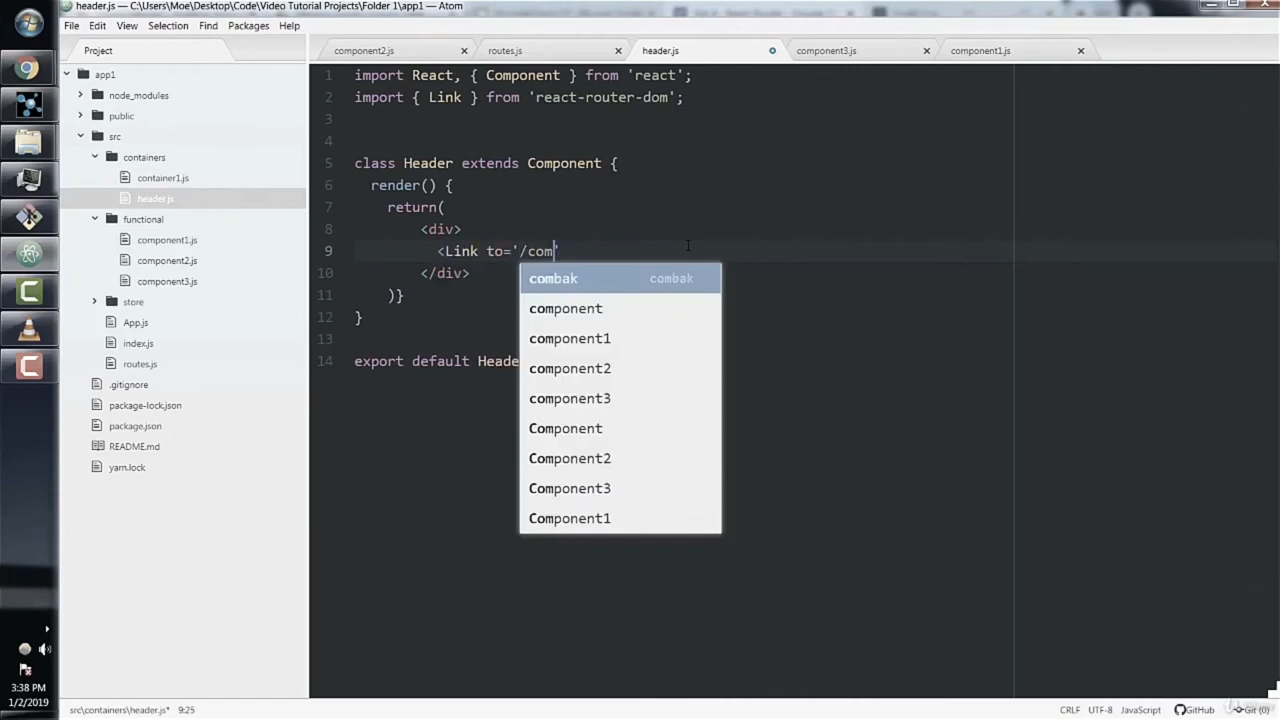 header.js — C:\Users\Moe\Desktop\Code\Video Tutorial Projects\Folder 1\app1 — Atom
File Edit View Selection Find Packages Help
Project
component2.js routes.js header.js component3.js component1.js
app1
node_modules
public
src
containers
container1.js
header.js
functional
component1.js
component2.js
component3.js
store
App.js
index.js
routes.js
.gitignore
package-lock.json
package.json
README.md
yarn.lock
1 import React, { Component } from 'react';
2 import { Link } from 'react-router-dom';
3
4
5 class Header extends Component {
6 render() {
7 return(
8 <div>
9 <Link to='/com'
10 </div>
11 )}
12 }
13
14 export default Heade
combak combak
component
component1
component2
component3
Component
Component2
Component3
Component1
3:38 PM
1/2/2019
src\containers\header.js* 9:25
CRLF UTF-8 JavaScript GitHub Git (0)